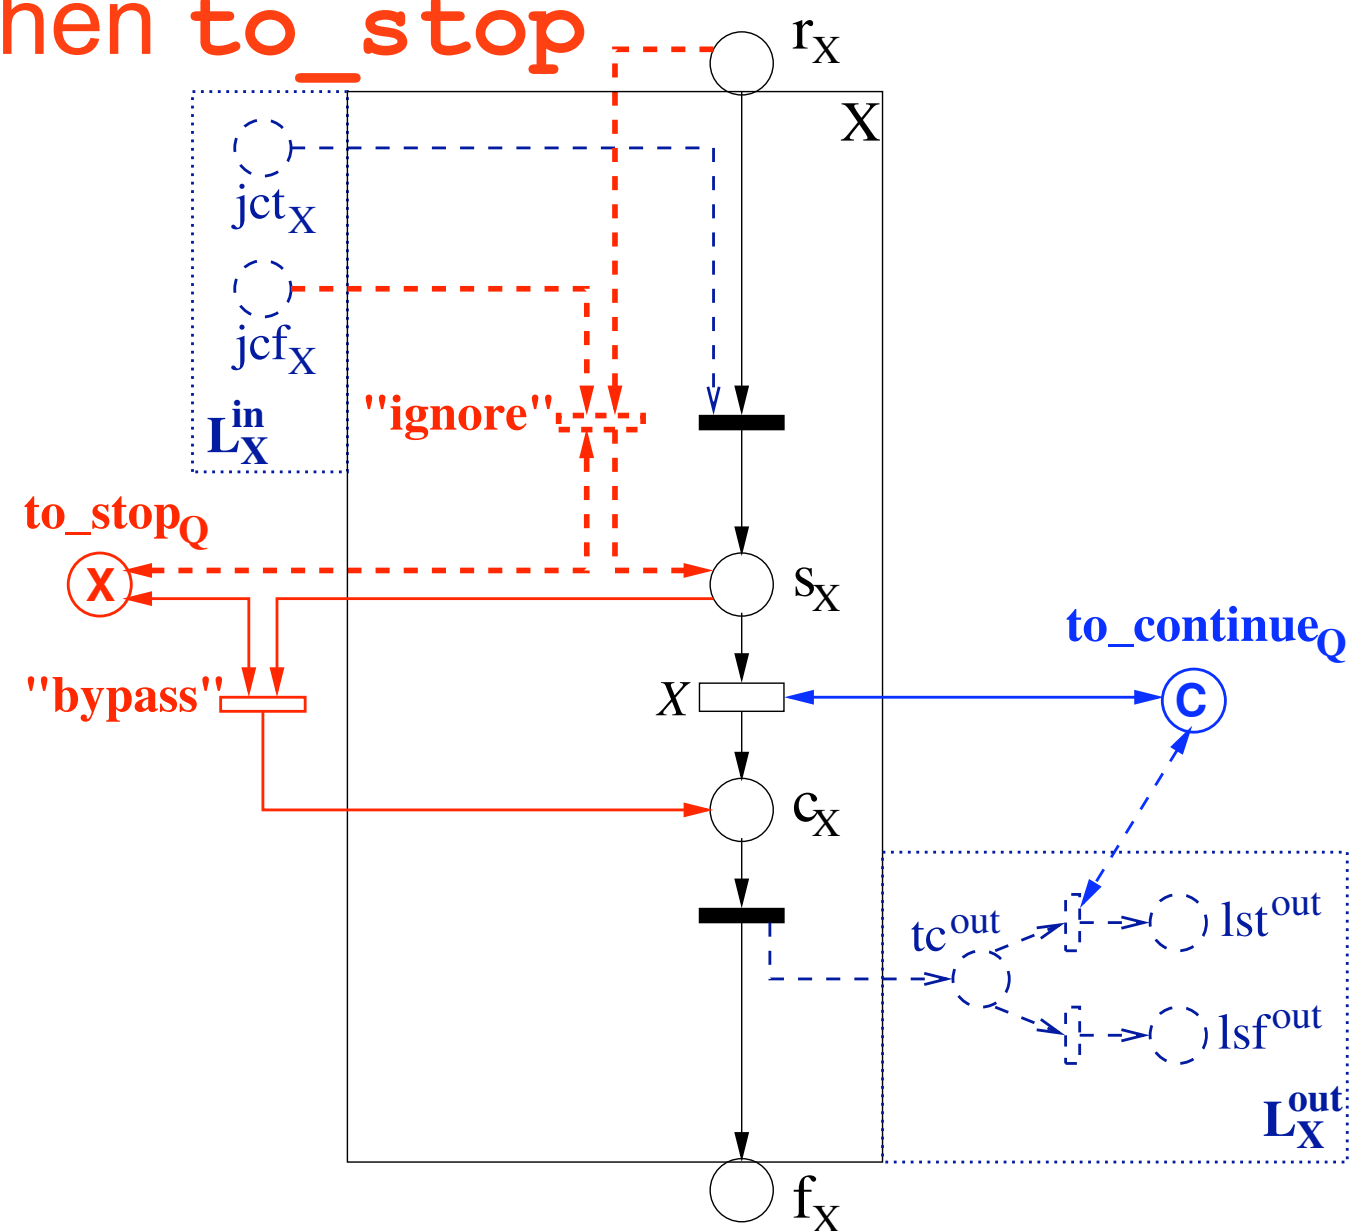 hen to_stop
r_X
X
jct_X
jcf_X
"ignore"
L_X^in
to_stop_Q
X
s_X
to_continue_Q
"bypass"
X
C
c_X
tc^out
lst^out
lsf^out
L_X^out
f_X